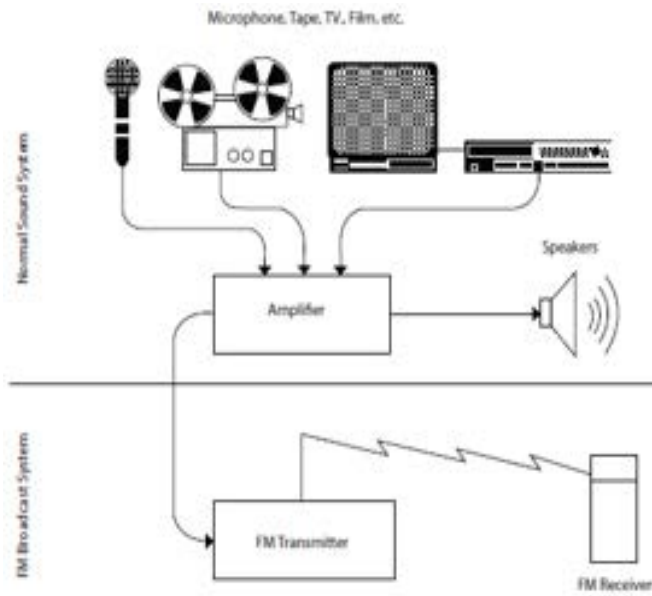 Microphone, Tape, TV, Film, etc.
Normal Sound System
Speakers
Amplifier
FM Broadcast System
FM Transmitter
FM Receiver